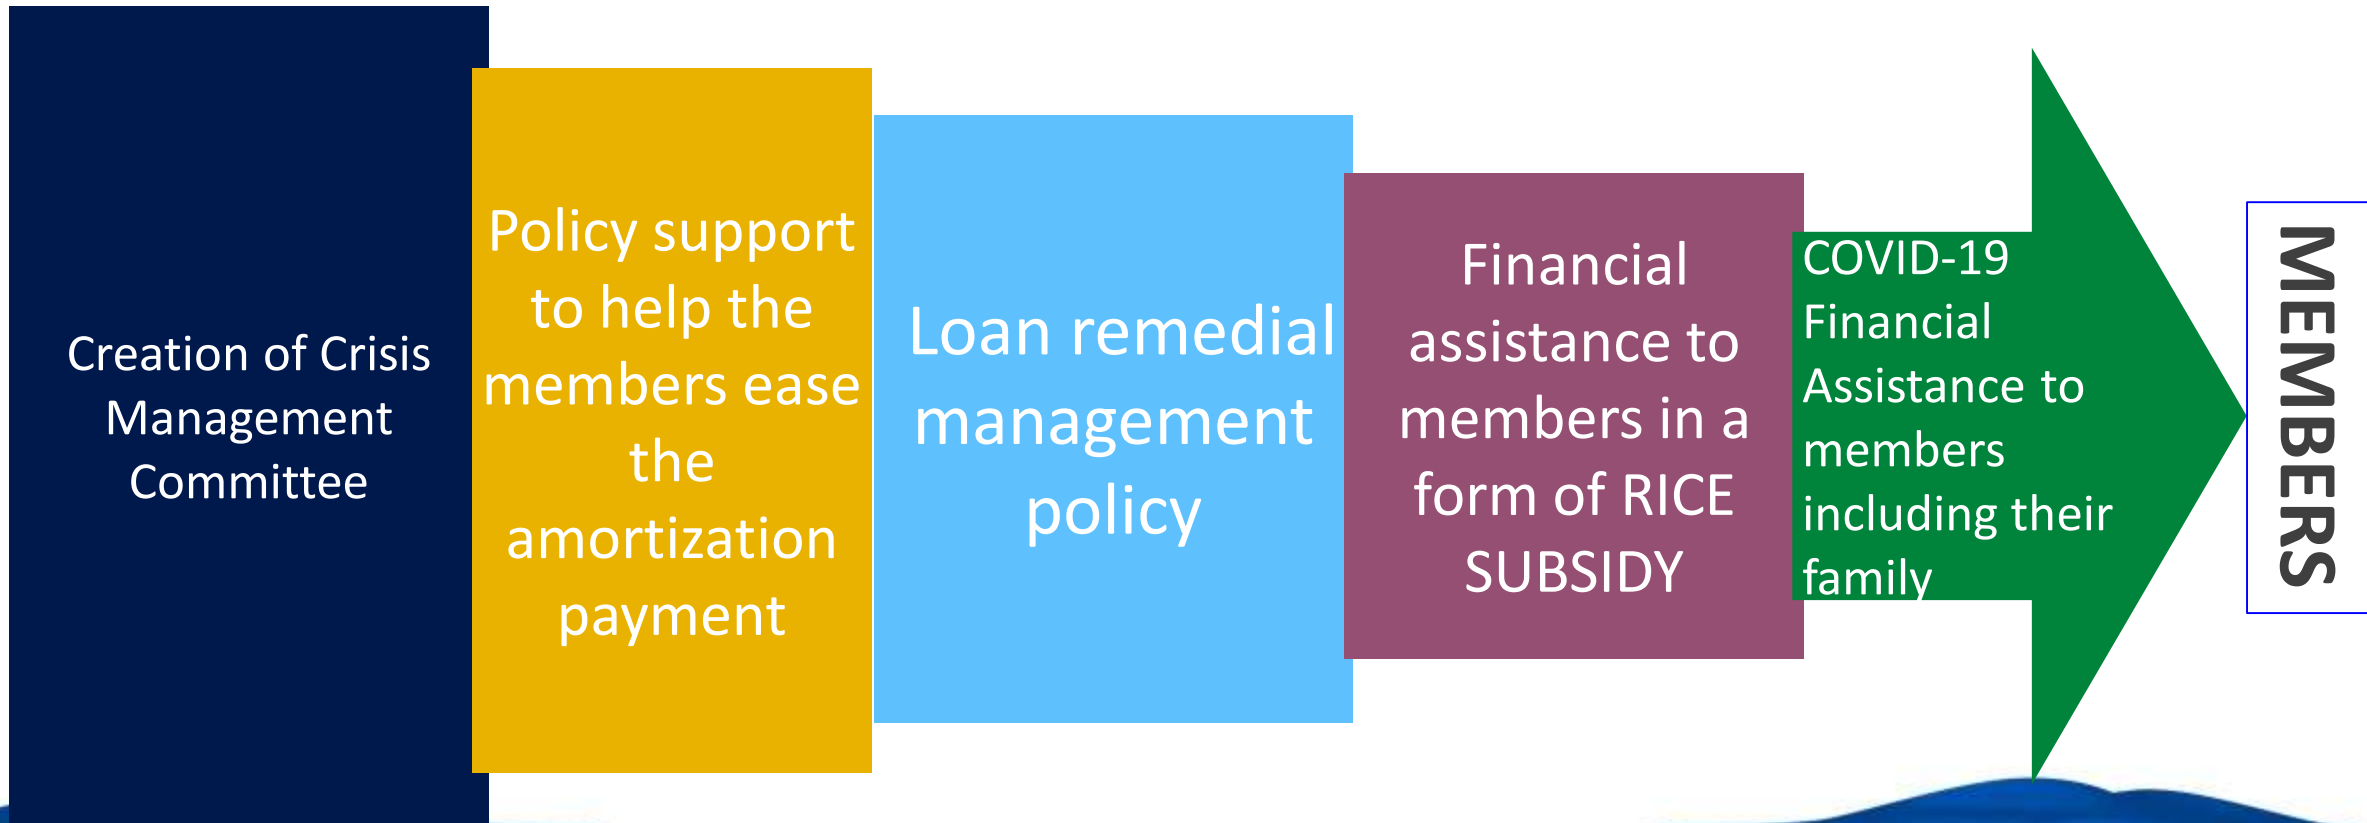 Creation of Crisis
Management
Committee
Policy support
to help the
members ease
the
amortization
payment
Loan remedial
management
policy
Financial
assistance to
members in a
form of RICE
SUBSIDY
COVID-19
Financial
Assistance to
members
including their
family
MEMBERS